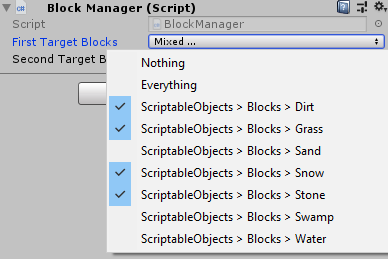 Block Manager (Script)
Script BlockManager
First Target Blocks Mixed ...
Second Target B
Nothing
Everything
ScriptableObjects > Blocks > Dirt
ScriptableObjects > Blocks > Grass
ScriptableObjects > Blocks > Sand
ScriptableObjects > Blocks > Snow
ScriptableObjects > Blocks > Stone
ScriptableObjects > Blocks > Swamp
ScriptableObjects > Blocks > Water